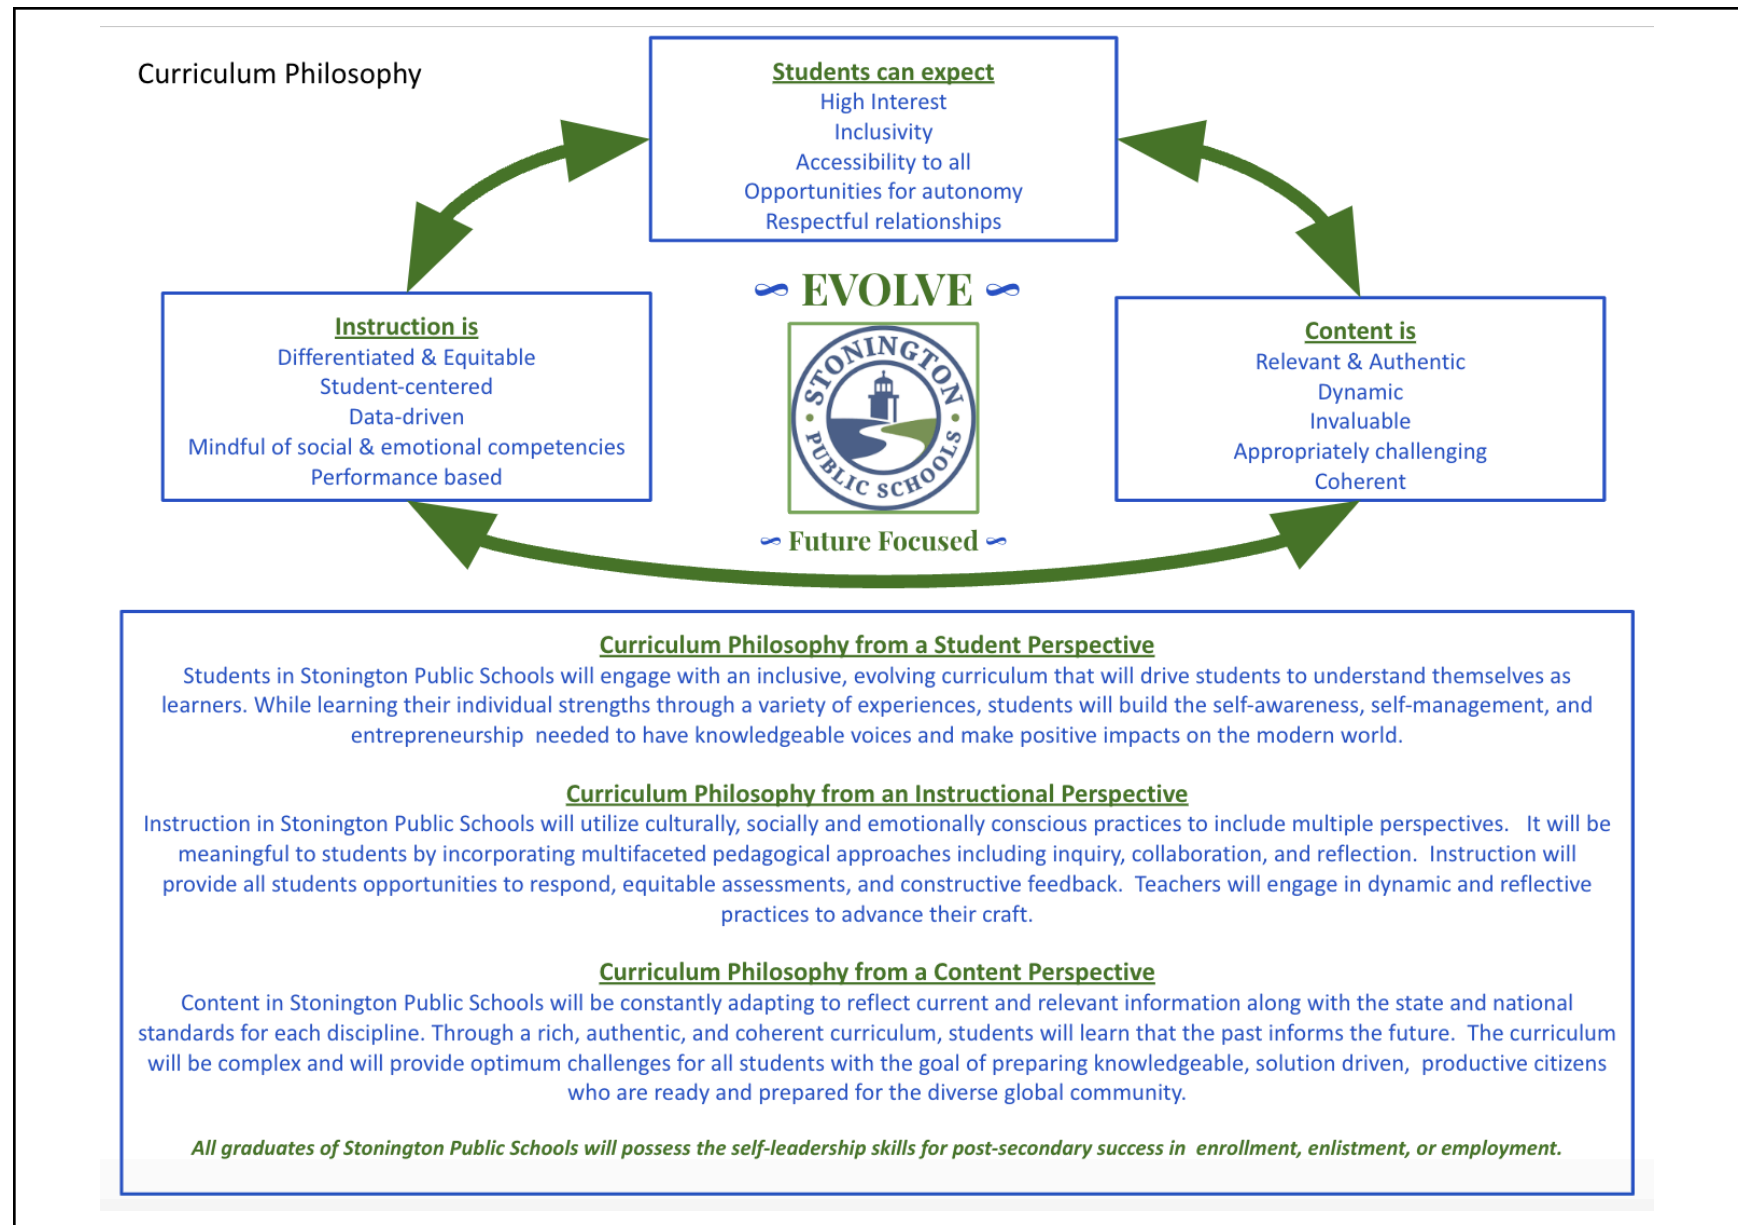 Curriculum Philosophy
Students can expect
High Interest
Inclusivity
Accessibility to all
Opportunities for autonomy
Respectful relationships
Instruction is
Differentiated & Equitable
Student-centered
Data-driven
Mindful of social & emotional competencies
Performance based
EVOLVE
STONINGTON
PUBLIC SCHOOLS
Future Focused
Content is
Relevant & Authentic
Dynamic
Invaluable
Appropriately challenging
Coherent
Curriculum Philosophy from a Student Perspective
Students in Stonington Public Schools will engage with an inclusive, evolving curriculum that will drive students to understand themselves as
learners. While learning their individual strengths through a variety of experiences, students will build the self-awareness, self-management, and
entrepreneurship needed to have knowledgeable voices and make positive impacts on the modern world.
Curriculum Philosophy from an Instructional Perspective
Instruction in Stonington Public Schools will utilize culturally, socially and emotionally conscious practices to include multiple perspectives. It will be
meaningful to students by incorporating multifaceted pedagogical approaches including inquiry, collaboration, and reflection. Instruction will
provide all students opportunities to respond, equitable assessments, and constructive feedback. Teachers will engage in dynamic and reflective
practices to advance their craft.
Curriculum Philosophy from a Content Perspective
Content in Stonington Public Schools will be constantly adapting to reflect current and relevant information along with the state and national
standards for each discipline. Through a rich, authentic, and coherent curriculum, students will learn that the past informs the future. The curriculum
will be complex and will provide optimum challenges for all students with the goal of preparing knowledgeable, solution driven, productive citizens
who are ready and prepared for the diverse global community.
All graduates of Stonington Public Schools will possess the self-leadership skills for post-secondary success in enrollment, enlistment, or employment.